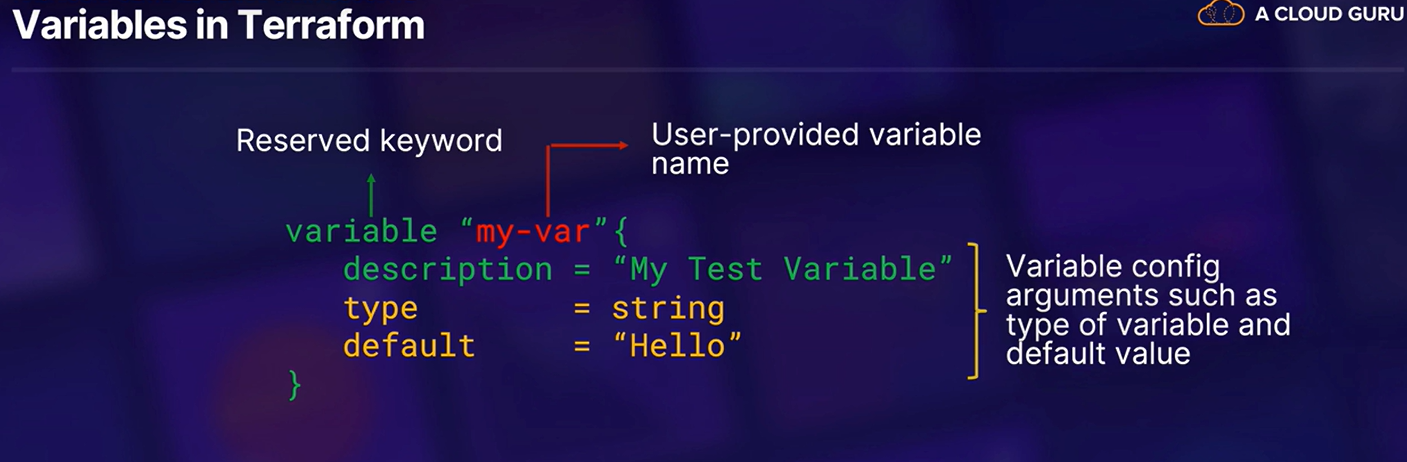 Variables in Terraform
A CLOUD GURU
Reserved keyword
User-provided variable
name
variable “my-var”{
description = “My Test Variable”
type = string
default = “Hello”
}
Variable config
arguments such as
type of variable and
default value